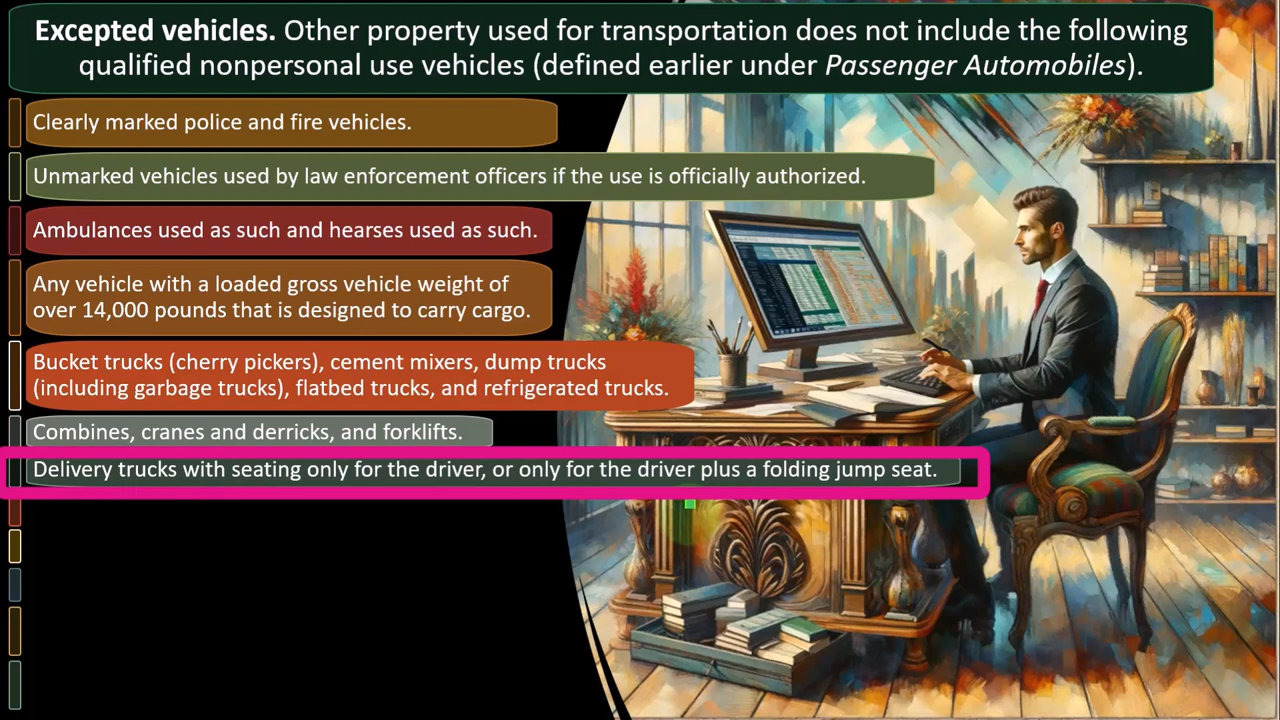 Excepted vehicles. Other property used for transportation does not include the following
qualified nonpersonal use vehicles (defined earlier under Passenger Automobiles).
Clearly marked police and fire vehicles.
Unmarked vehicles used by law enforcement officers if the use is officially authorized.
Ambulances used as such and hearses used as such.
Any vehicle with a loaded gross vehicle weight of
over 14,000 pounds that is designed to carry cargo.
Bucket trucks (cherry pickers), cement mixers, dump trucks
(including garbage trucks), flatbed trucks, and refrigerated trucks.
Combines, cranes and derricks, and forklifts.
Delivery trucks with seating only for the driver, or only for the driver plus a folding jump seat.